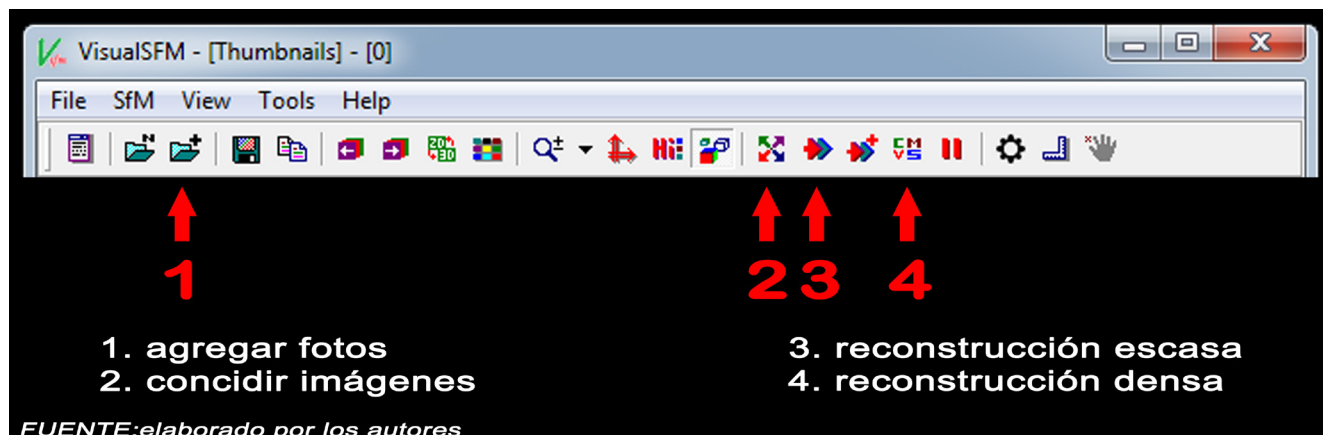 VisualSFM - [Thumbnails] - [0]
File SfM View Tools Help
1 2 3 4
1. agregar fotos
2. concidir imágenes
3. reconstrucción escasa
4. reconstrucción densa
FUENTE:elaborado por los autores